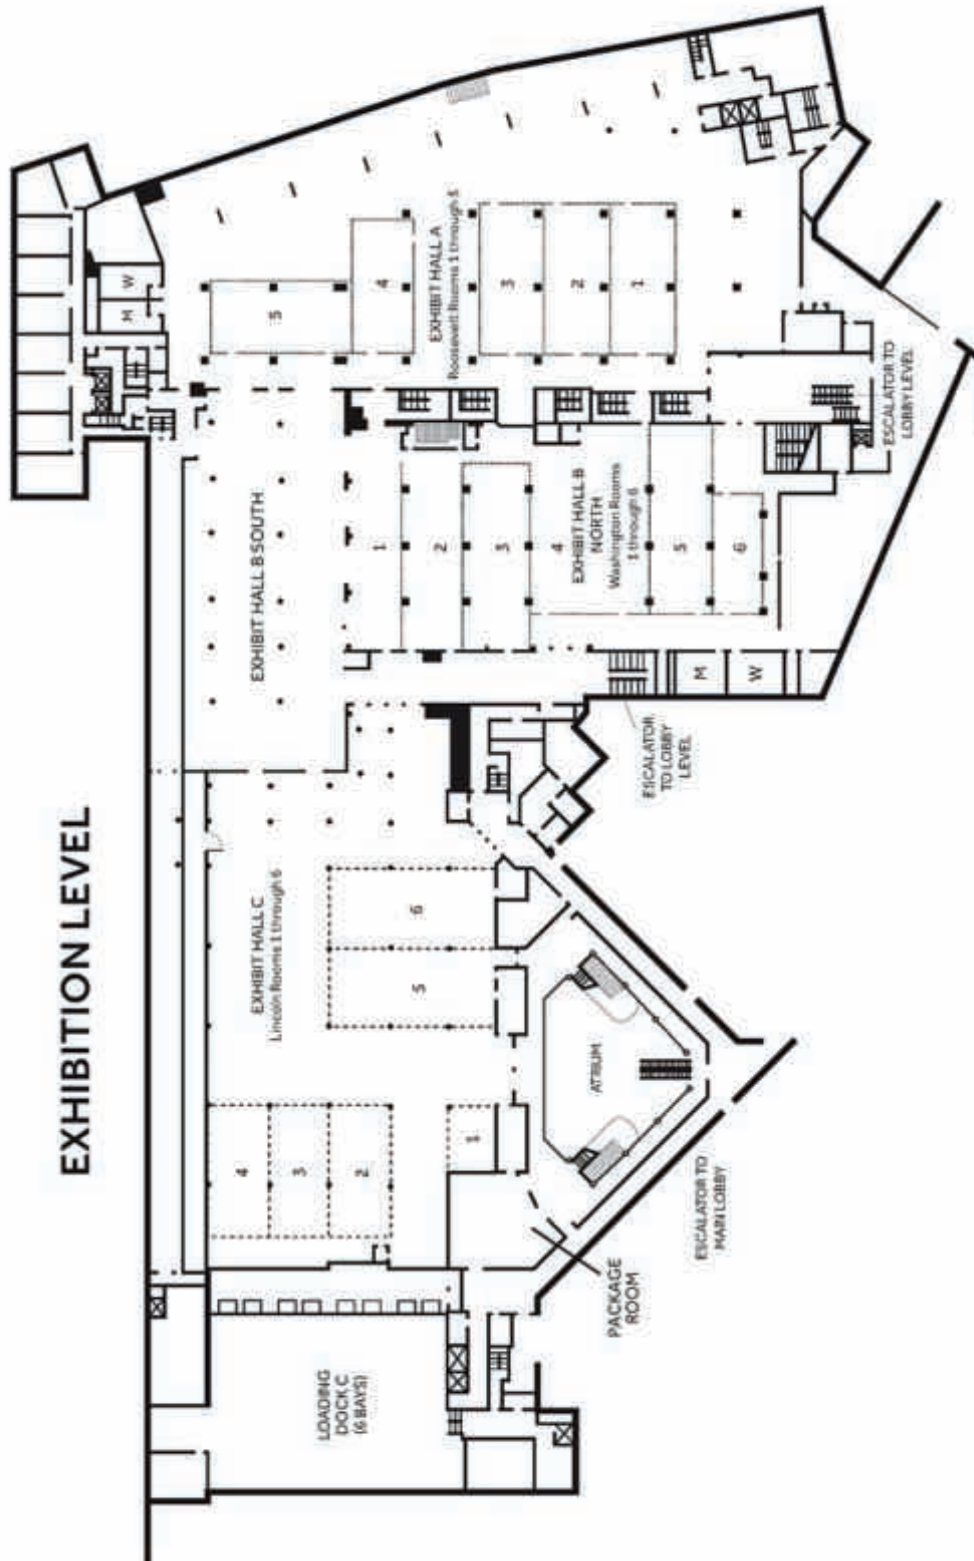 EXHIBITION LEVEL
LOADING
DOCK C
(6 BAYS)
PACKAGE
ROOM
EXHIBIT HALL C
Lincoln Rooms 1 through 6
4
3
2
1
5
6
ATRIUM
ESCALATOR TO
MAIN LOBBY
EXHIBIT HALL B SOUTH
1
2
3
4
5
6
EXHIBIT HALL B
NORTH
Washington Rooms
1 through 6
M
W
ESCALATOR
TO LOBBY
LEVEL
M
W
5
4
EXHIBIT HALL A
Roosevelt Rooms 1 through 5
3
2
1
ESCALATOR TO
LOBBY LEVEL